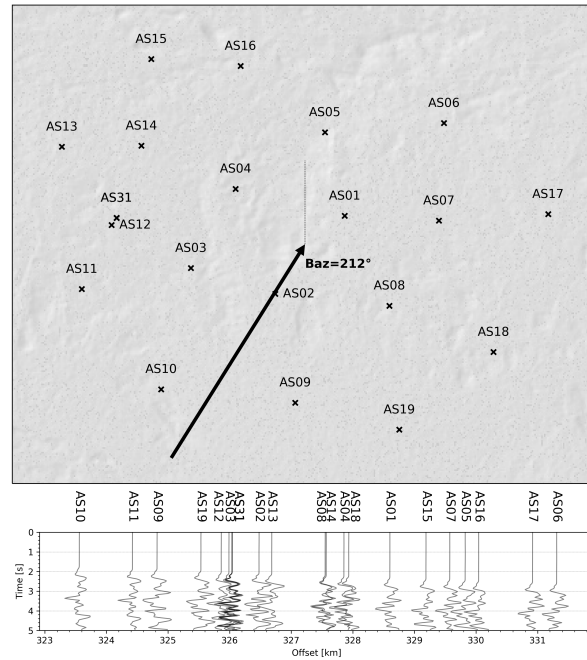 AS15
AS16
AS06
AS05
AS13
AS14
AS04
AS17
AS31
AS01
AS07
AS12
AS03
Baz=212°
AS11
AS02
AS08
AS18
AS10
AS09
AS19
AS10
AS11
AS09
AS19
AS12
AS03
AS31
AS02
AS13
AS08
AS14
AS04
AS18
AS01
AS15
AS07
AS05
AS16
AS17
AS06
Time [s]
0
1
2
3
4
5
323 324 325 326 327 328 329 330 331
Offset [km]